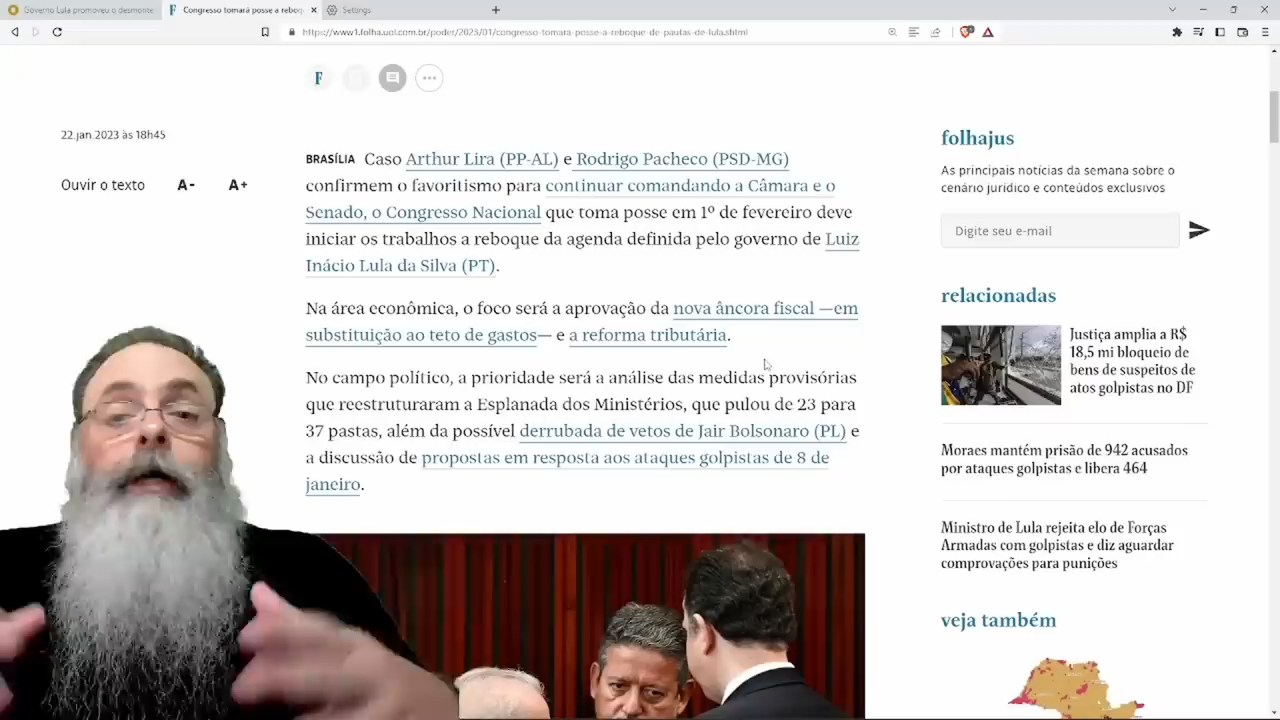 Governo Lula promoveu o desmonte
Congresso tomará posse a reboq
Settings
https://www1.folha.uol.com.br/poder/2023/01/congresso-tomara-posse-a-reboque-de-pautas-de-lula.shtml
F
22.jan.2023 às 18h45
Ouvir o texto A- A+
BRASÍLIA Caso Arthur Lira (PP-AL) e Rodrigo Pacheco (PSD-MG)
confirmem o favoritismo para continuar comandando a Câmara e o
Senado, o Congresso Nacional que toma posse em 1º de fevereiro deve
iniciar os trabalhos a reboque da agenda definida pelo governo de Luiz
Inácio Lula da Silva (PT).
Na área econômica, o foco será a aprovação da nova âncora fiscal —em
substituição ao teto de gastos— e a reforma tributária.
No campo político, a prioridade será a análise das medidas provisórias
que reestruturaram a Esplanada dos Ministérios, que pulou de 23 para
37 pastas, além da possível derrubada de vetos de Jair Bolsonaro (PL) e
a discussão de propostas em resposta aos ataques golpistas de 8 de
janeiro.
folhajus
As principais notícias da semana sobre o
cenário jurídico e conteúdos exclusivos
Digite seu e-mail
relacionadas
Justiça amplia a R$
18,5 mi bloqueio de
bens de suspeitos de
atos golpistas no DF
Moraes mantém prisão de 942 acusados
por ataques golpistas e libera 464
Ministro de Lula rejeita elo de Forças
Armadas com golpistas e diz aguardar
comprovações para punições
veja também